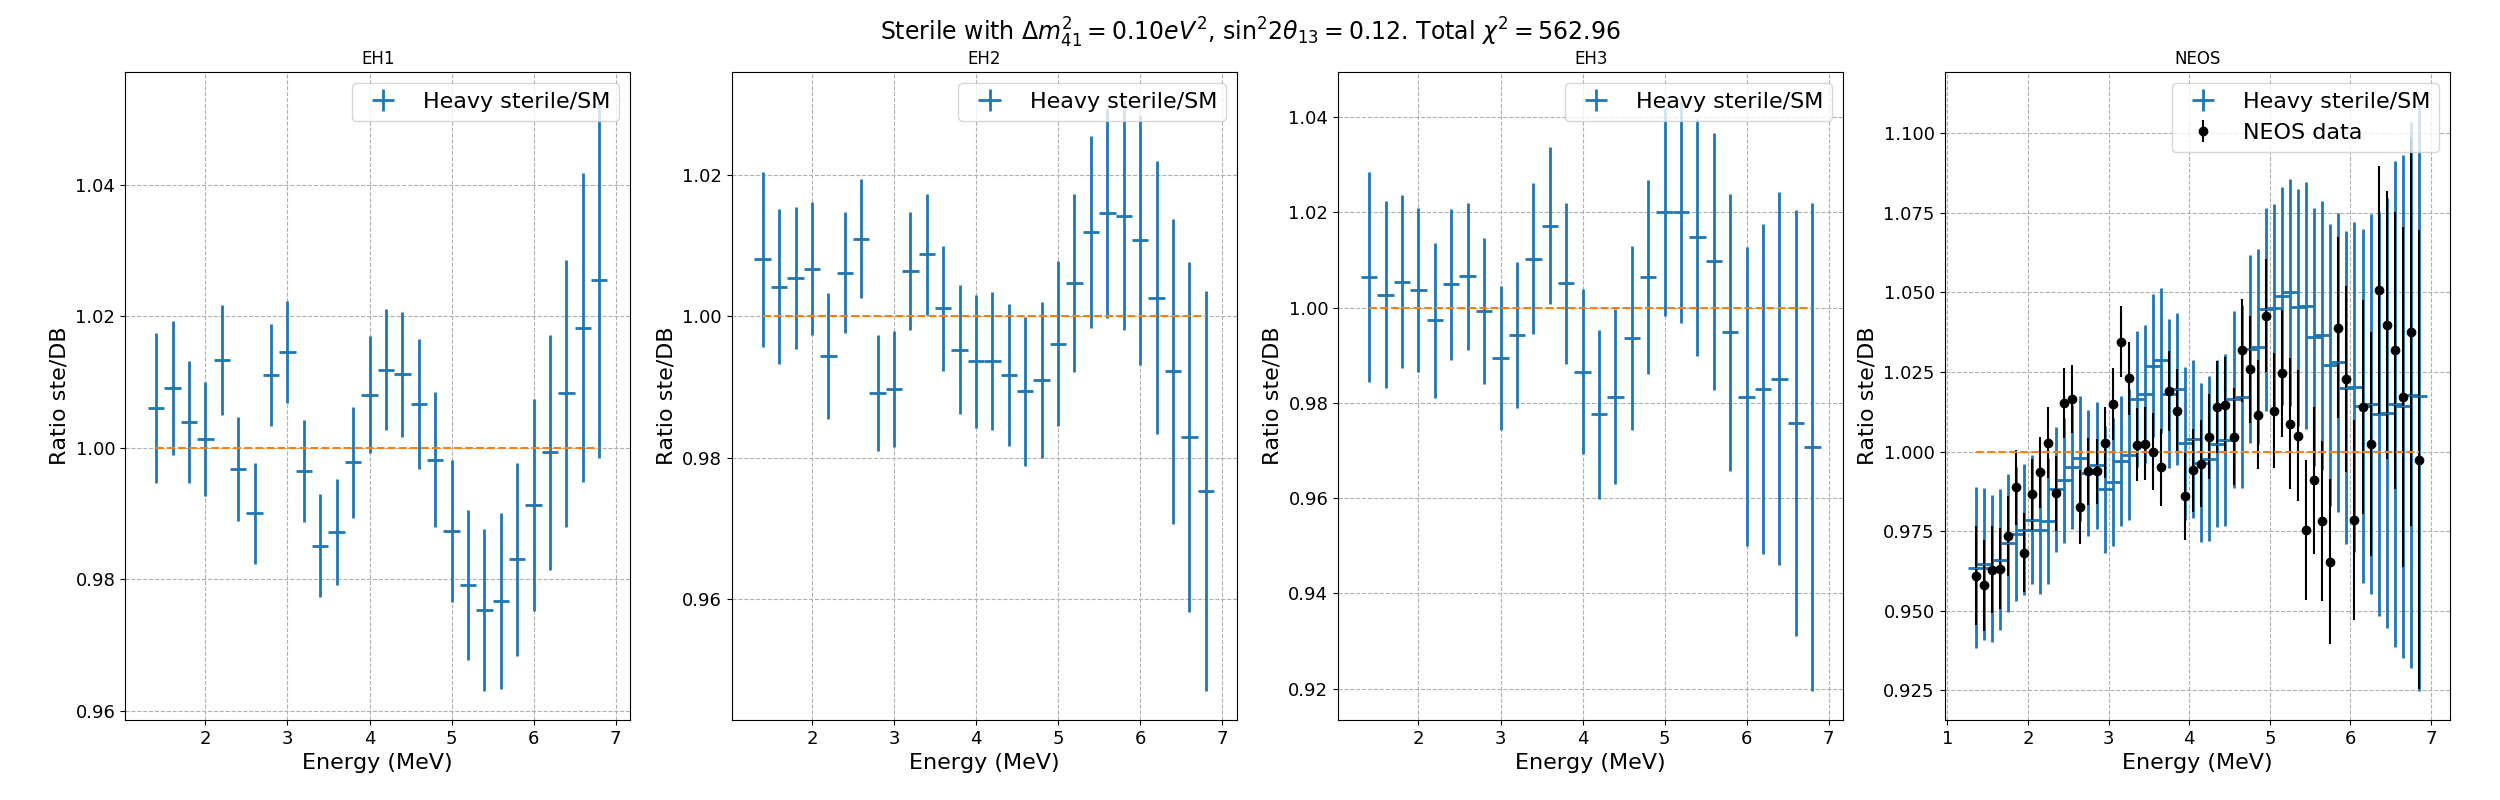 Sterile with Δm²₄₁ = 0.10eV², sin²2θ₁₃ = 0.12. Total χ² = 562.96
EH1
Heavy sterile/SM
Ratio ste/DB
1.04
1.02
1.00
0.98
0.96
2 3 4 5 6 7
Energy (MeV)
EH2
Heavy sterile/SM
Ratio ste/DB
1.02
1.00
0.98
0.96
2 3 4 5 6 7
Energy (MeV)
EH3
Heavy sterile/SM
Ratio ste/DB
1.04
1.02
1.00
0.98
0.96
0.94
0.92
2 3 4 5 6 7
Energy (MeV)
NEOS
Heavy sterile/SM
NEOS data
Ratio ste/DB
1.100
1.075
1.050
1.025
1.000
0.975
0.950
0.925
1 2 3 4 5 6 7
Energy (MeV)